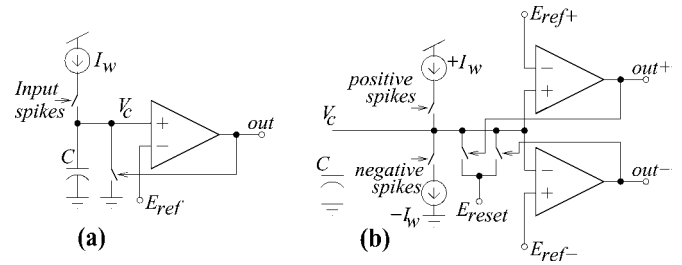 I_w
Input
spikes
V_c
+
−
out
C
E_ref
(a)
E_ref+
+I_w
positive
spikes
V_c
−
+
out+
C
negative
spikes
−I_w
E_reset
−
+
out−
E_ref−
(b)